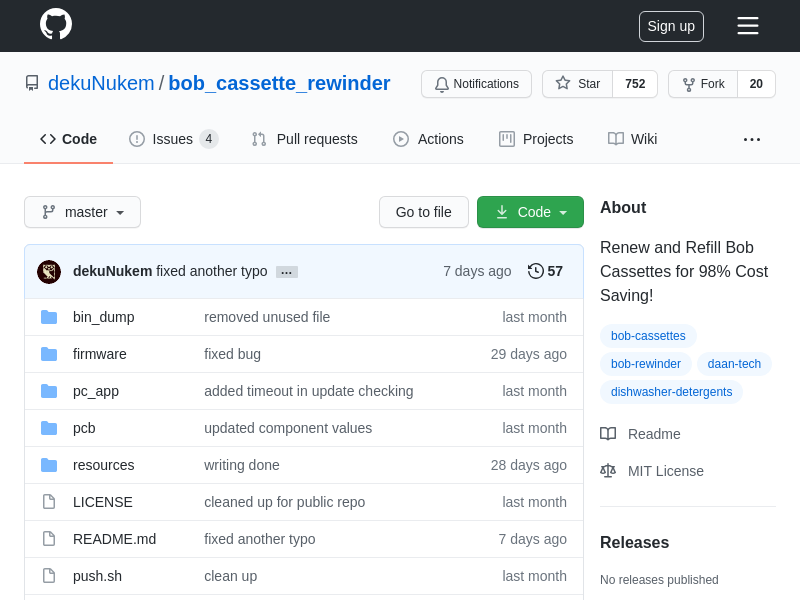 Sign up
dekuNukem / bob_cassette_rewinder
Notifications
Star 752
Fork 20
Code
Issues 4
Pull requests
Actions
Projects
Wiki
master
Go to file
Code
dekuNukem fixed another typo ... 7 days ago 57
bin_dump removed unused file last month
firmware fixed bug 29 days ago
pc_app added timeout in update checking last month
pcb updated component values last month
resources writing done 28 days ago
LICENSE cleaned up for public repo last month
README.md fixed another typo 7 days ago
push.sh clean up last month
About
Renew and Refill Bob
Cassettes for 98% Cost
Saving!
bob-cassettes
bob-rewinder daan-tech
dishwasher-detergents
Readme
MIT License
Releases
No releases published